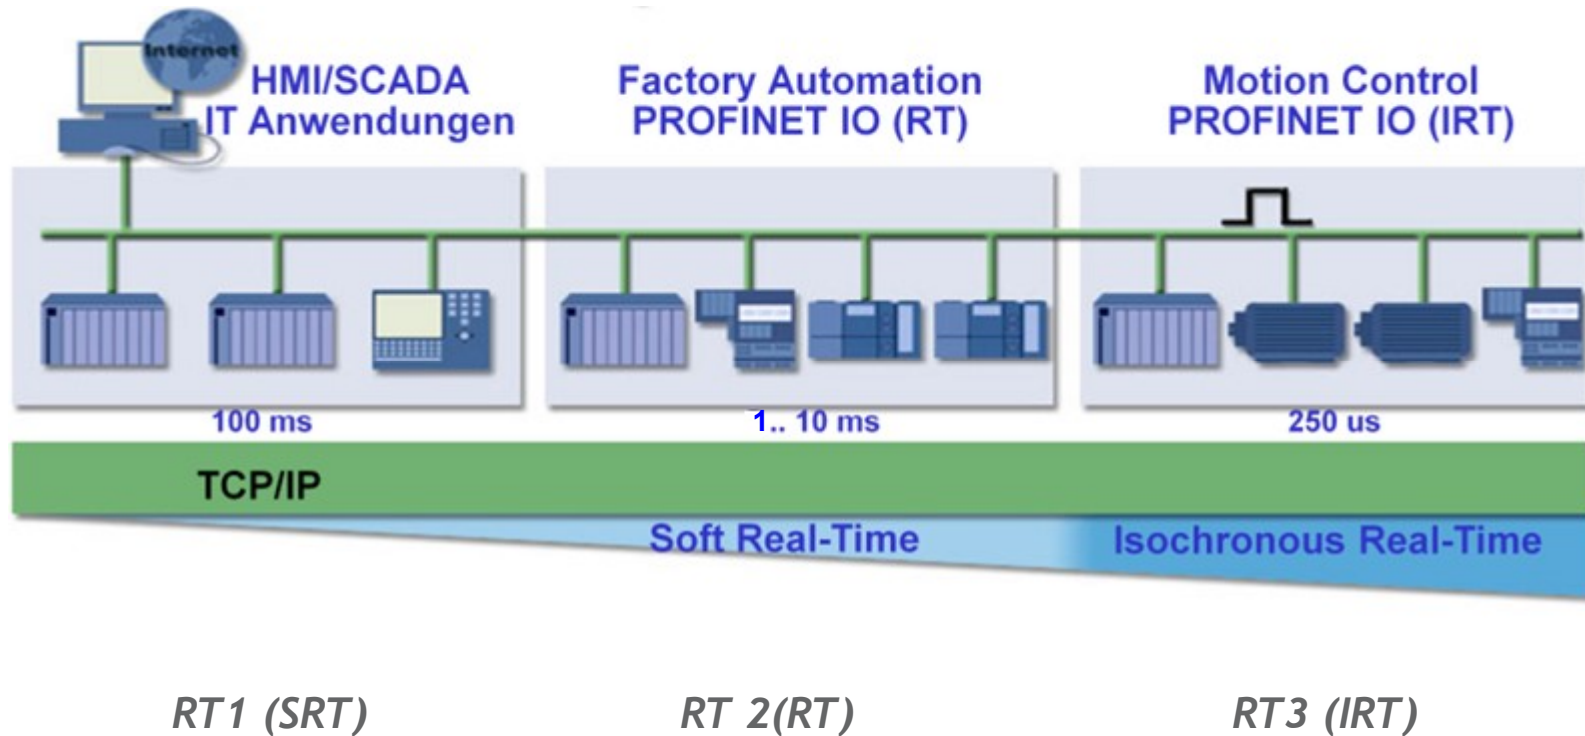 Internet
HMI/SCADA
IT Anwendungen
Factory Automation
PROFINET IO (RT)
Motion Control
PROFINET IO (IRT)
100 ms
1.. 10 ms
250 us
TCP/IP
Soft Real-Time
Isochronous Real-Time
RT1 (SRT)
RT 2(RT)
RT3 (IRT)